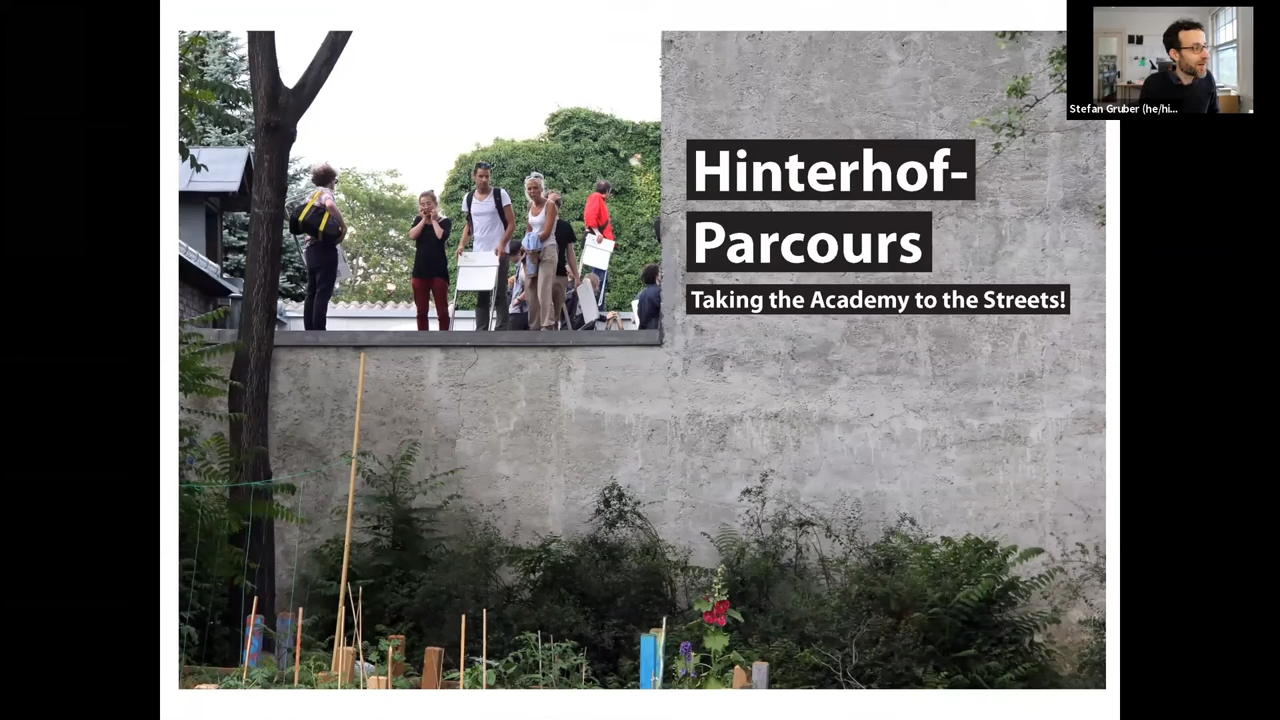 Hinterhof-
Parcours
Taking the Academy to the Streets!
Stefan Gruber (he/hi...